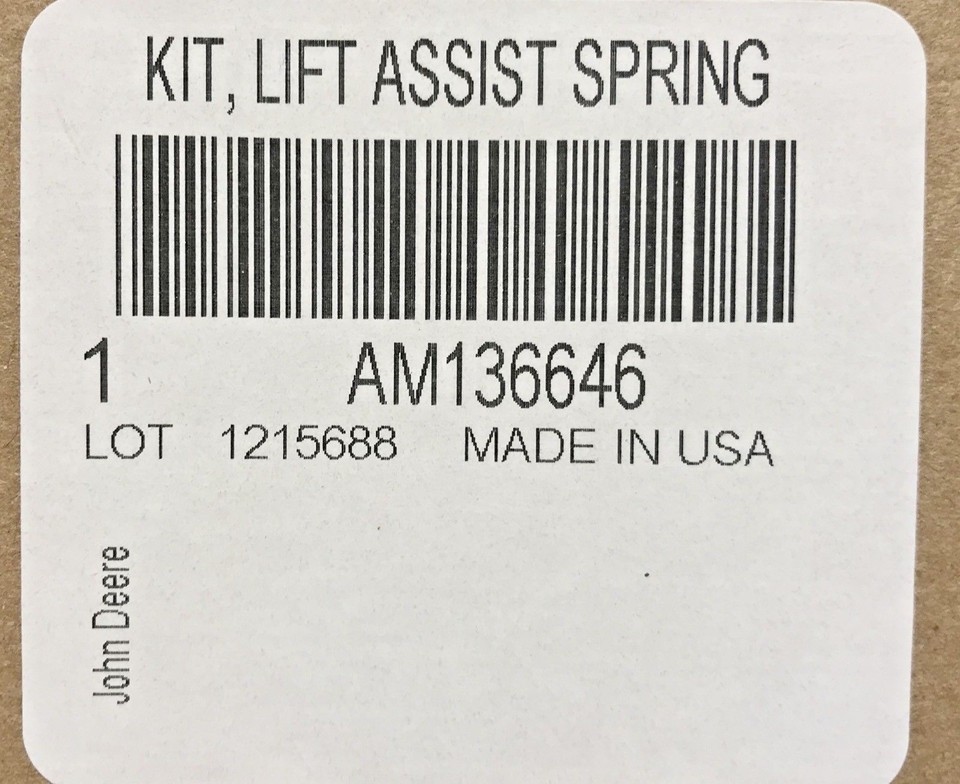 KIT, LIFT ASSIST SPRING
1 AM136646
LOT 1215688 MADE IN USA
John Deere